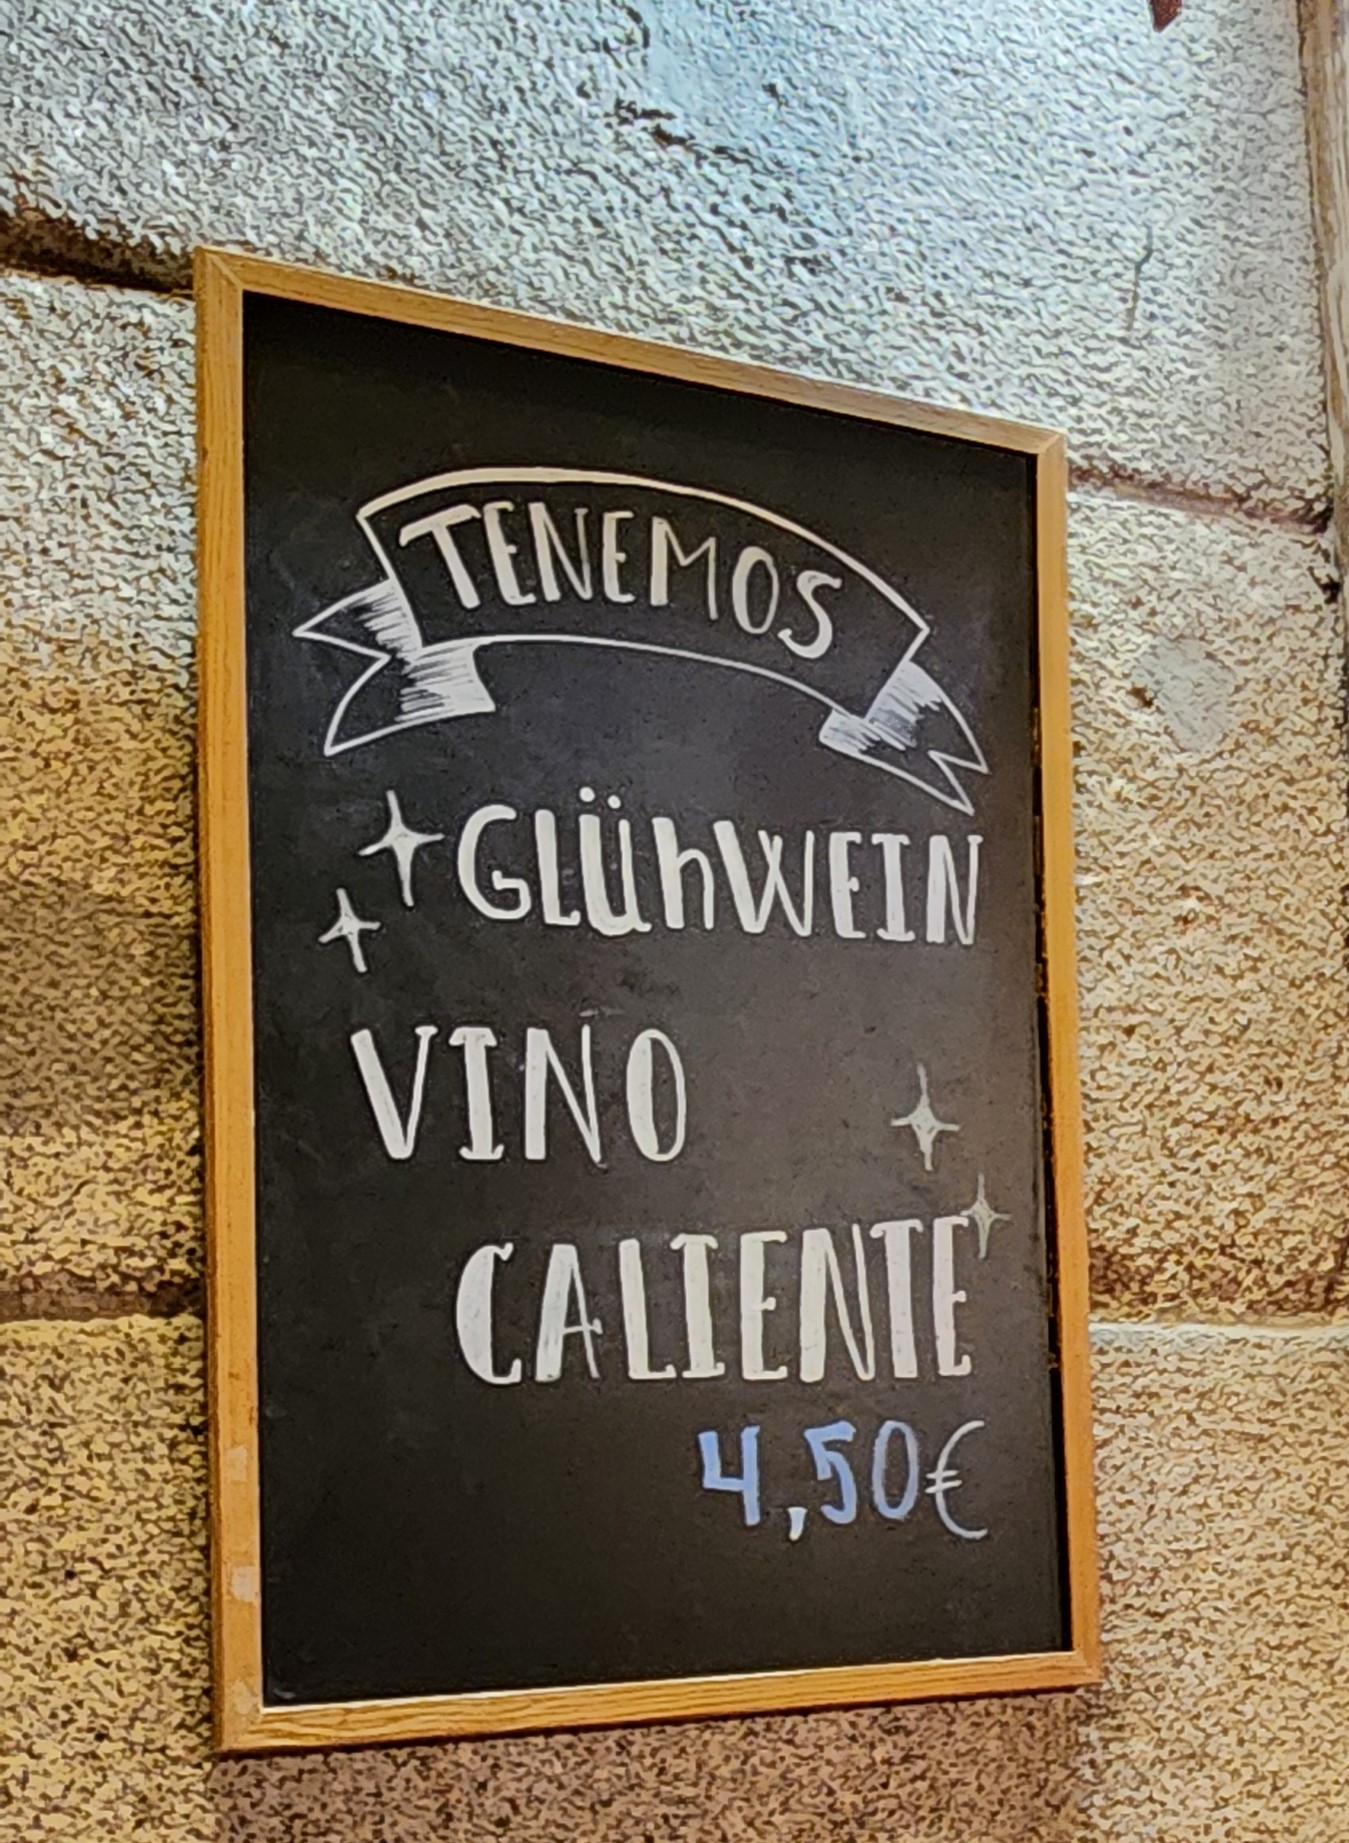 TENEMOS
GLÜhWEIN
VINO
CALIENTE
4,50€